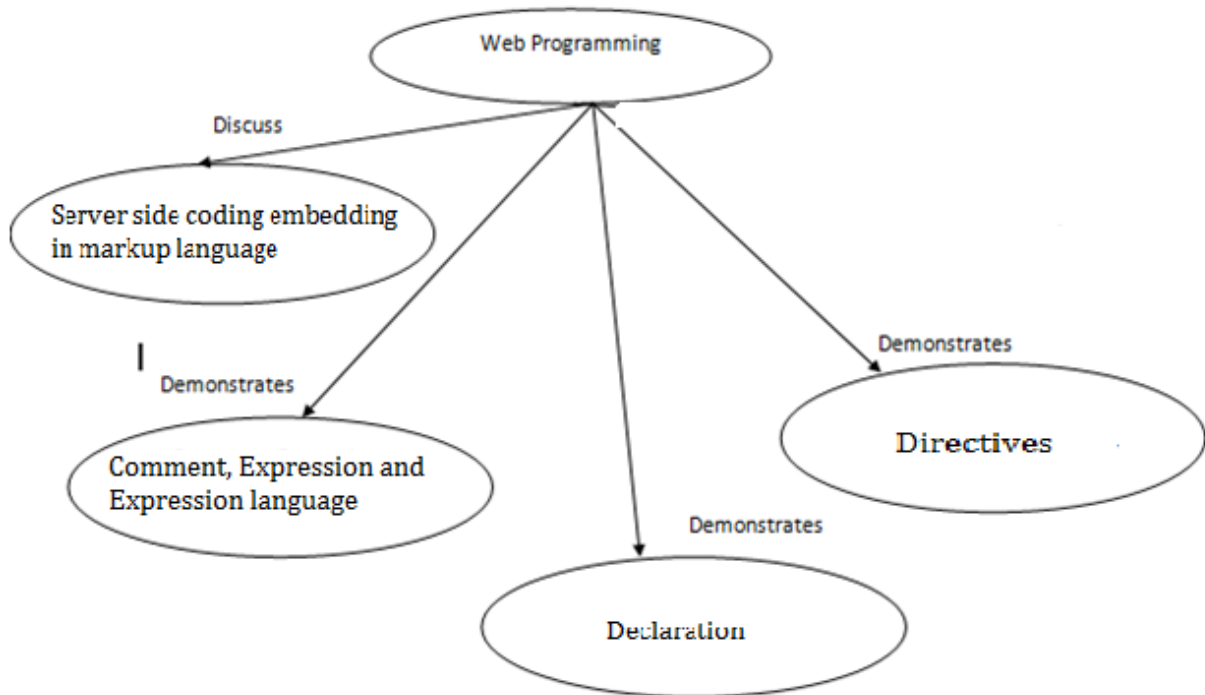 Web Programming
Discuss
Server side coding embedding
in markup language
Demonstrates
Demonstrates
Comment, Expression and
Expression language
Directives
Demonstrates
Declaration